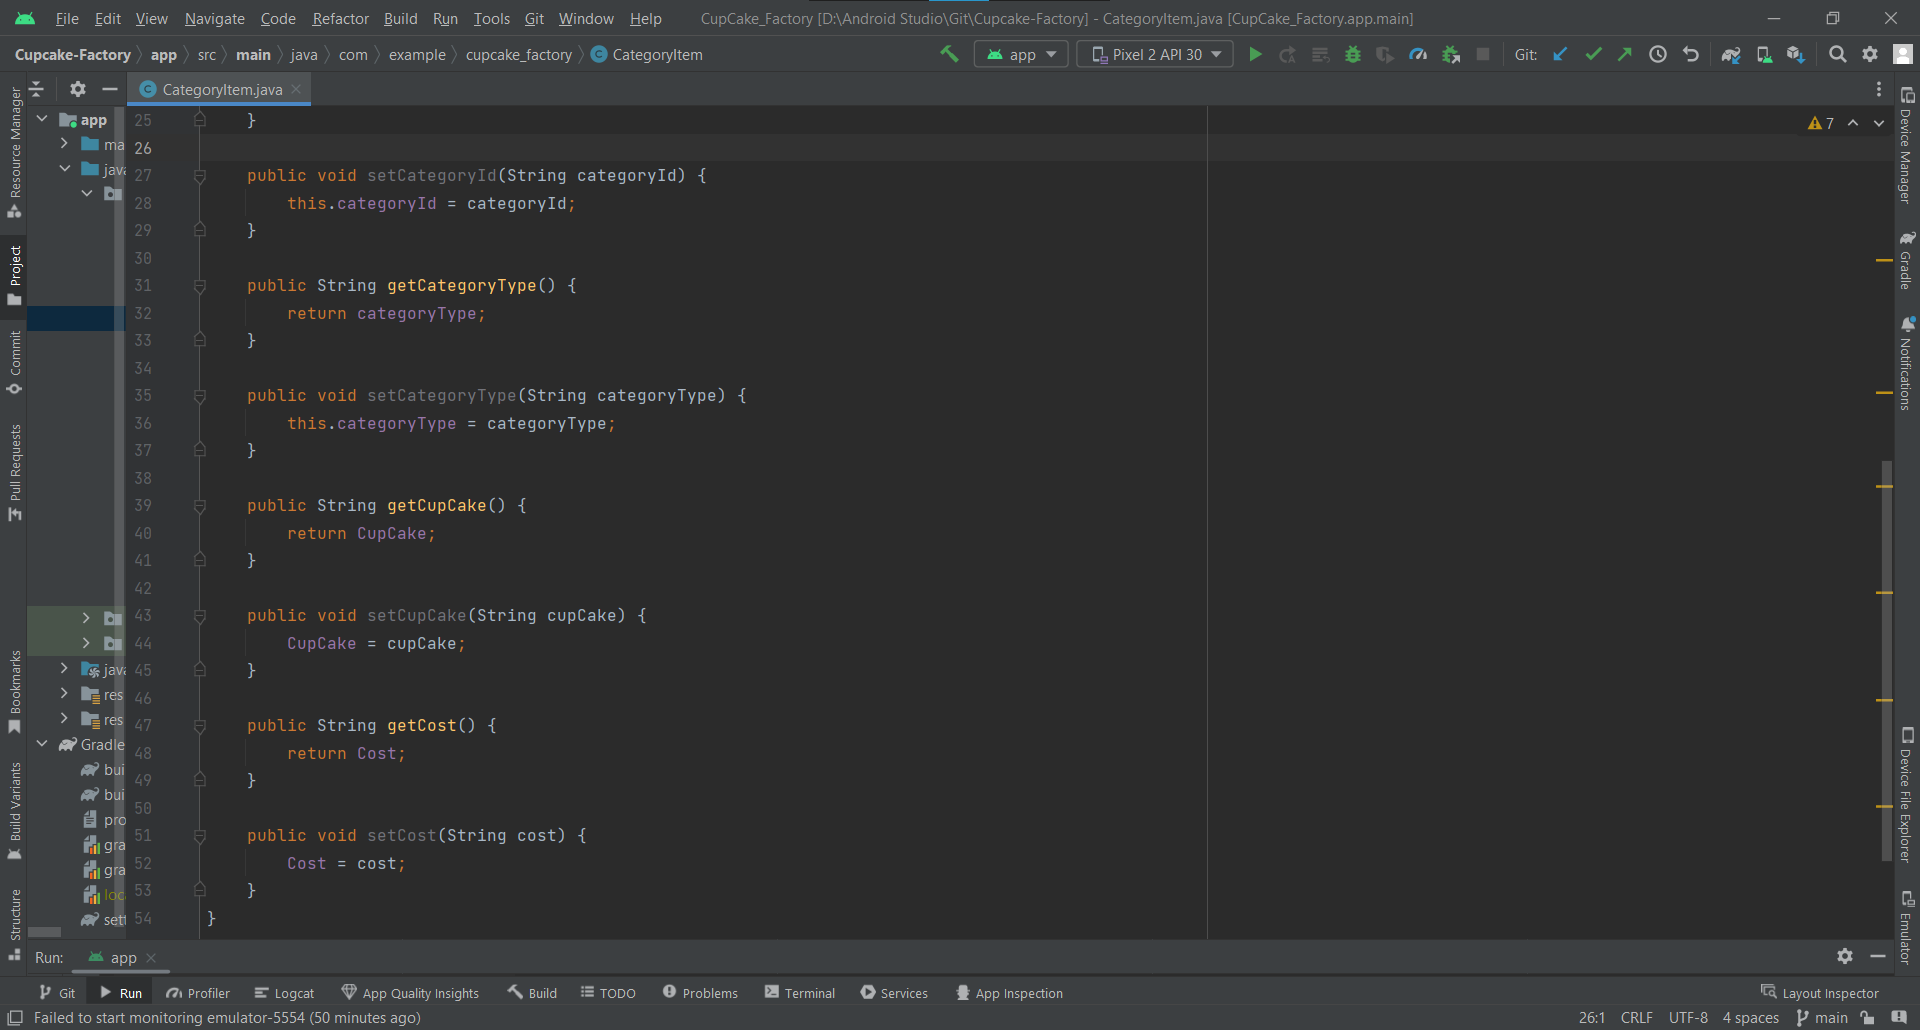 File Edit View Navigate Code Refactor Build Run Tools Git Window Help CupCake_Factory [D:\Android Studio\Git\Cupcake-Factory] - CategoryItem.java [CupCake_Factory.app.main]
Cupcake-Factory app src main java com example cupcake_factory CategoryItem app Pixel 2 API 30 Git:
CategoryItem.java
Resource Manager
Project
Commit
Pull Requests
Bookmarks
Build Variants
Structure
app
ma
java
java
res
res
Gradle
bui
bui
pro
gra
gra
loc
sett
25 }
26
27 public void setCategoryId(String categoryId) {
28 this.categoryId = categoryId;
29 }
30
31 public String getCategoryType() {
32 return categoryType;
33 }
34
35 public void setCategoryType(String categoryType) {
36 this.categoryType = categoryType;
37 }
38
39 public String getCupCake() {
40 return CupCake;
41 }
42
43 public void setCupCake(String cupCake) {
44 CupCake = cupCake;
45 }
46
47 public String getCost() {
48 return Cost;
49 }
50
51 public void setCost(String cost) {
52 Cost = cost;
53 }
54 }
7
Device Manager
Gradle
Notifications
Device File Explorer
Emulator
Run: app
Git Run Profiler Logcat App Quality Insights Build TODO Problems Terminal Services App Inspection Layout Inspector
Failed to start monitoring emulator-5554 (50 minutes ago) 26:1 CRLF UTF-8 4 spaces main